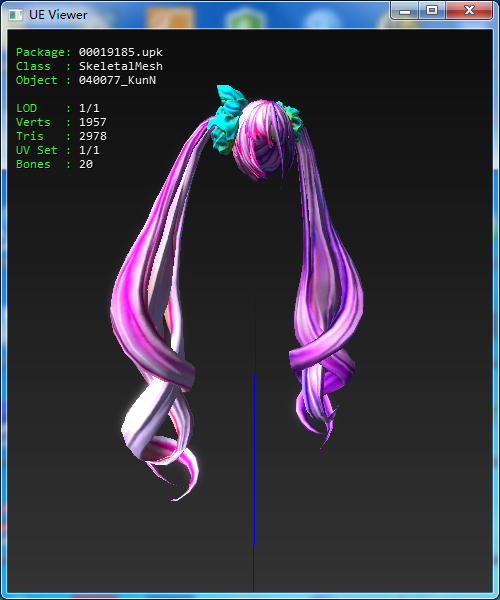 UE Viewer
Package: 00019185.upk
Class : SkeletalMesh
Object : 040077_KunN
LOD : 1/1
Verts : 1957
Tris : 2978
UV Set : 1/1
Bones : 20